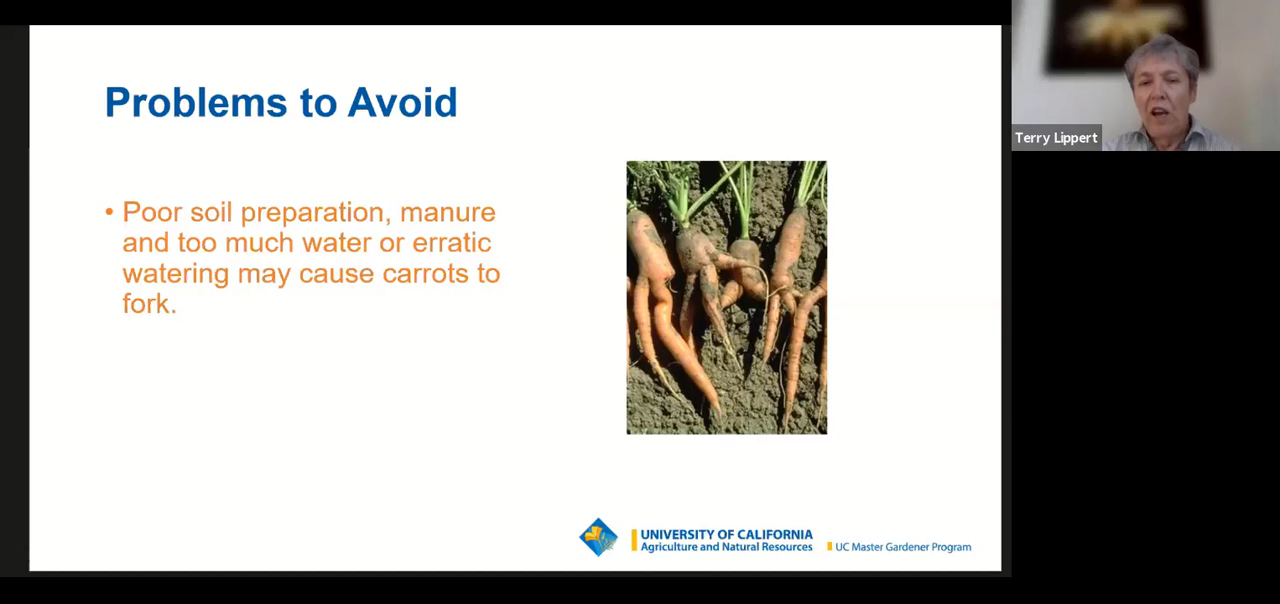 Problems to Avoid
• Poor soil preparation, manure
and too much water or erratic
watering may cause carrots to
fork.
Terry Lippert
UNIVERSITY OF CALIFORNIA
Agriculture and Natural Resources
UC Master Gardener Program